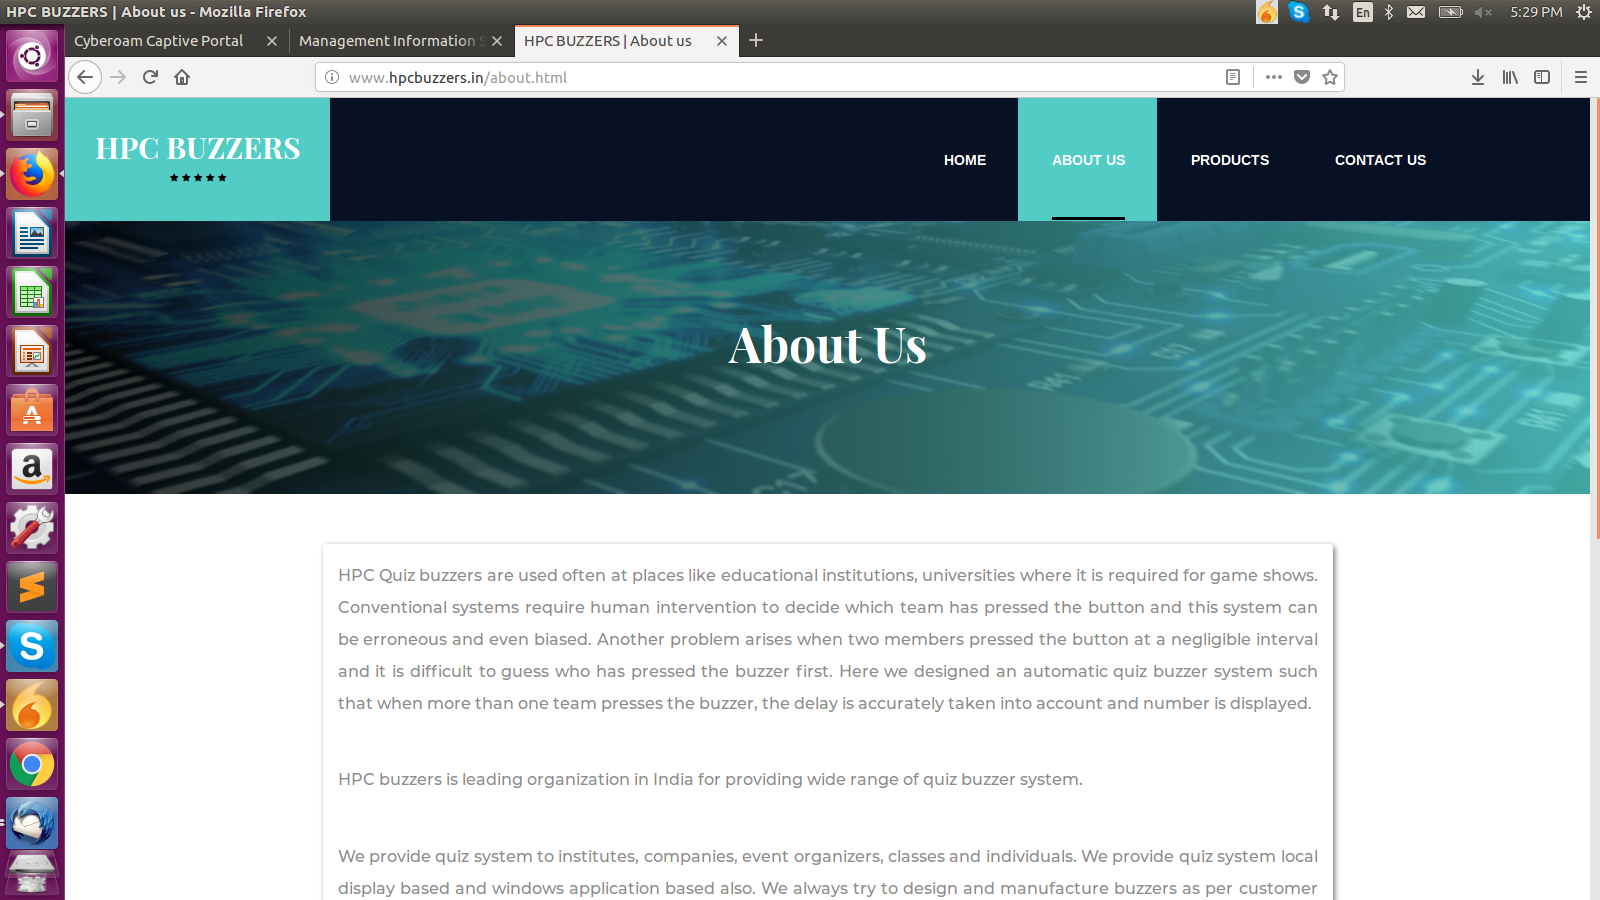 HPC BUZZERS | About us - Mozilla Firefox
En
5:29 PM
Cyberoam Captive Portal
Management Information
HPC BUZZERS | About us
www.hpcbuzzers.in/about.html
HPC BUZZERS
HOME
ABOUT US
PRODUCTS
CONTACT US
About Us
HPC Quiz buzzers are used often at places like educational institutions, universities where it is required for game shows.
Conventional systems require human intervention to decide which team has pressed the button and this system can
be erroneous and even biased. Another problem arises when two members pressed the button at a negligible interval
and it is difficult to guess who has pressed the buzzer first. Here we designed an automatic quiz buzzer system such
that when more than one team presses the buzzer, the delay is accurately taken into account and number is displayed.
HPC buzzers is leading organization in India for providing wide range of quiz buzzer system.
We provide quiz system to institutes, companies, event organizers, classes and individuals. We provide quiz system local
display based and windows application based also. We always try to design and manufacture buzzers as per customer